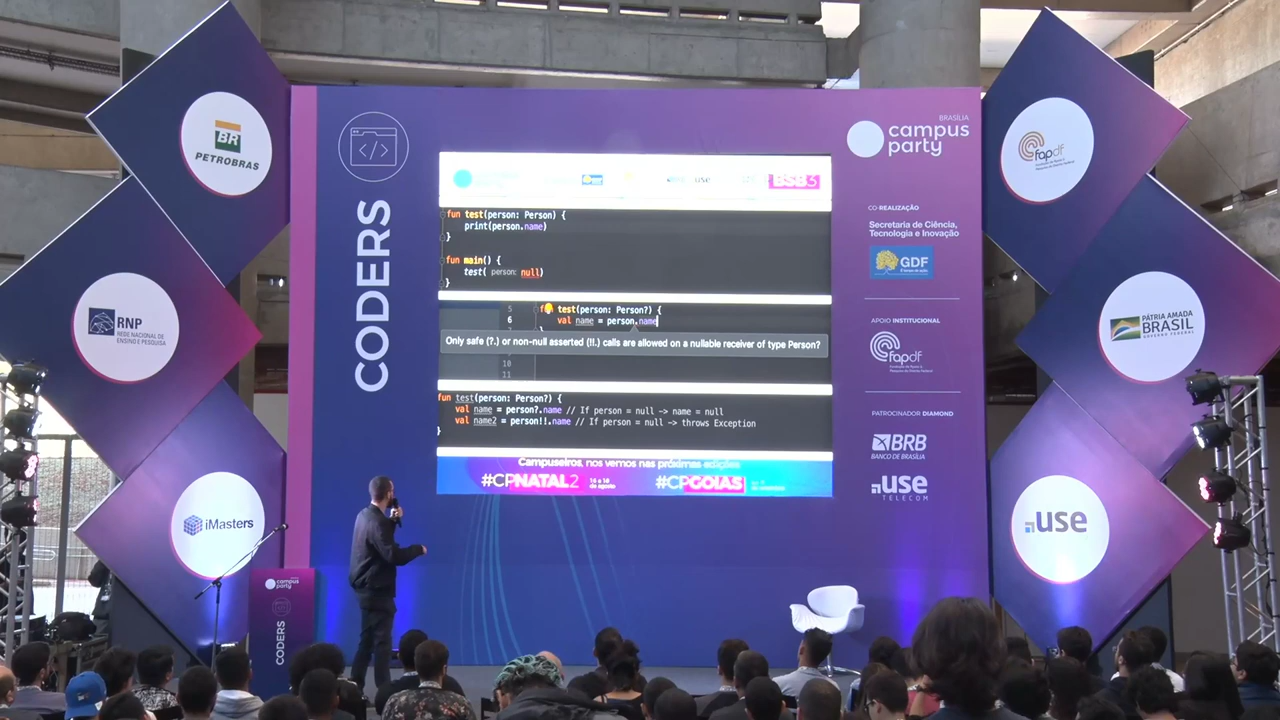 BR
PETROBRAS
RNP
REDE NACIONAL DE
ENSINO E PESQUISA
iMasters
campus
party
CODERS
CODERS
use
BSB3
fun test(person: Person) {
print(person.name)
}
fun main() {
test( person: null)
}
5 fun test(person: Person?) {
6 val name = person.name
Only safe (?.) or non-null asserted (!!.) calls are allowed on a nullable receiver of type Person?
10
11
fun test(person: Person?) {
val name = person?.name // If person = null -> name = null
val name2 = person!!.name // If person = null -> throws Exception
}
Campuseiros, nos vemos nas próximas edições
#CPNATAL2
#CPGOIAS
BRASÍLIA
campus
party
CO-REALIZAÇÃO
Secretaria de Ciência,
Tecnologia e Inovação
GDF
APOIO INSTITUCIONAL
fapdf
PATROCINADOR DIAMOND
BRB
BANCO DE BRASÍLIA
use
TELECOM
fapdf
PÁTRIA AMADA
BRASIL
GOVERNO FEDERAL
use